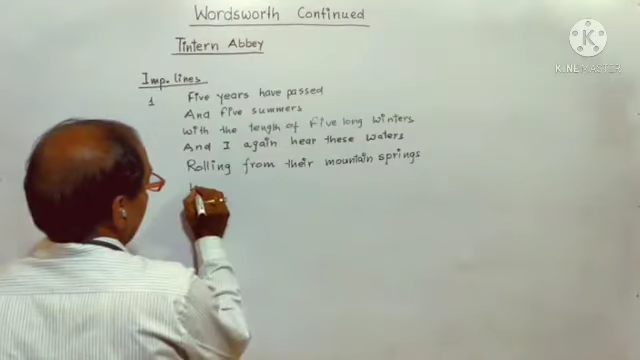 Wordsworth Continued
Tintern Abbey
Imp. lines
1 Five years have passed
And five summers
with the length of five long winters
And I again hear these waters
Rolling from their mountain springs
KINEMASTER